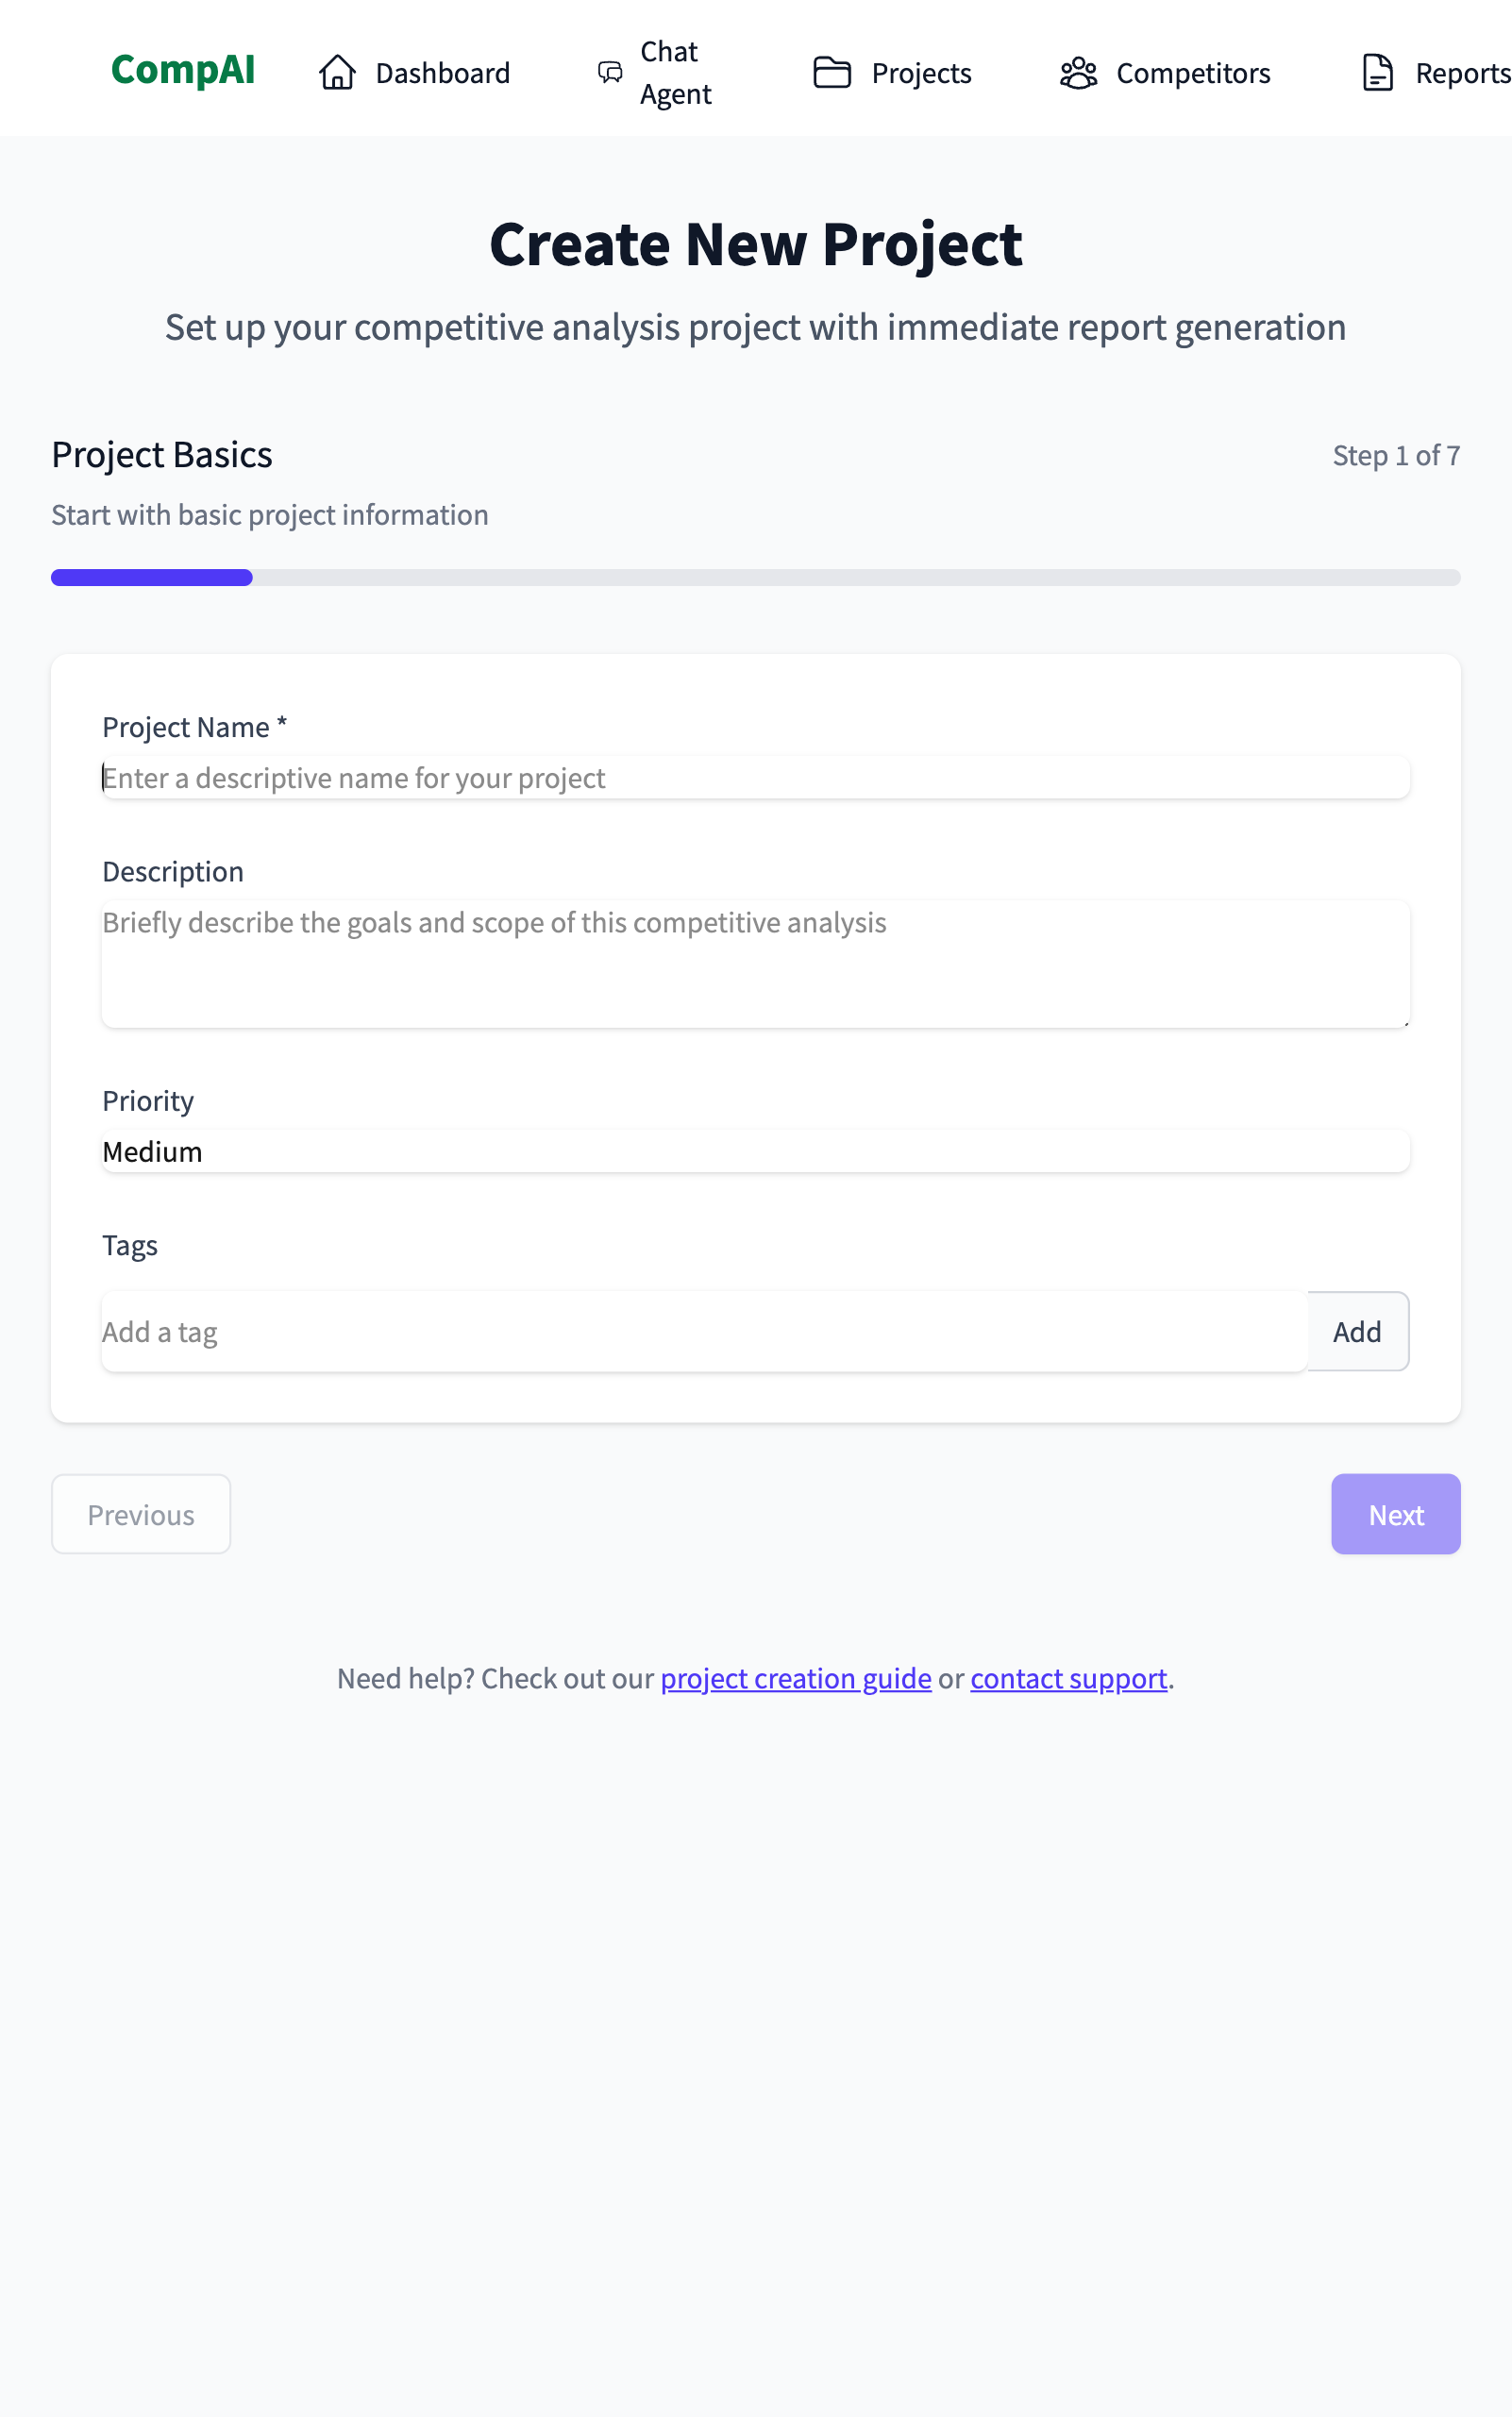 CompAI
Dashboard
Chat
Agent
Projects
Competitors
Reports
Create New Project
Set up your competitive analysis project with immediate report generation
Project Basics
Step 1 of 7
Start with basic project information
Project Name *
Enter a descriptive name for your project
Description
Briefly describe the goals and scope of this competitive analysis
Priority
Medium
Tags
Add a tag
Add
Previous
Next
Need help? Check out our project creation guide or contact support.